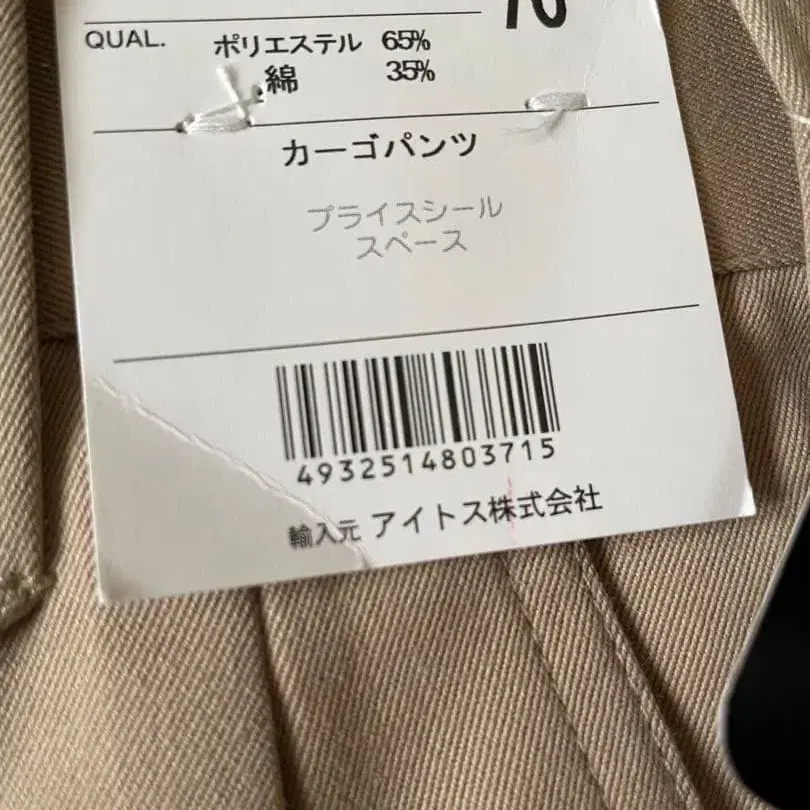 QUAL.
ポリエステル 65%
綿 35%
カーゴパンツ
プライスシール
スペース
4932514803715
輸入元 アイトス株式会社